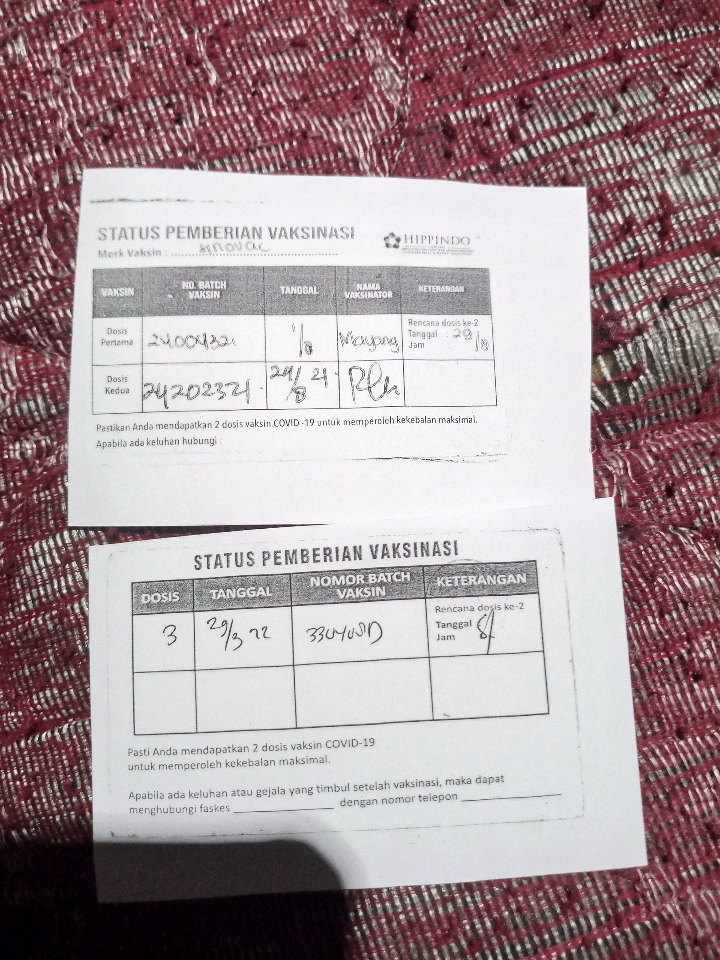 STATUS PEMBERIAN VAKSINASI
HIPPINDO
Merk Vaksin :
VAKSIN NO. BATCH VAKSIN TANGGAL NAMA VAKSINATOR KETERANGAN
Dosis Pertama 24004321 1/8 Mayang Rencana dosis ke-2
Tanggal : 29/8
Jam :
Dosis Kedua 24202321 29/8 21
Pastikan Anda mendapatkan 2 dosis vaksin COVID -19 untuk memperoleh kekebalan maksimal.
Apabila ada keluhan hubungi :
STATUS PEMBERIAN VAKSINASI
DOSIS TANGGAL NOMOR BATCH VAKSIN KETERANGAN
3 29/3 22 Rencana dosis ke-2
Tanggal
Jam
Pasti Anda mendapatkan 2 dosis vaksin COVID-19
untuk memperoleh kekebalan maksimal.
Apabila ada keluhan atau gejala yang timbul setelah vaksinasi, maka dapat
menghubungi faskes dengan nomor telepon